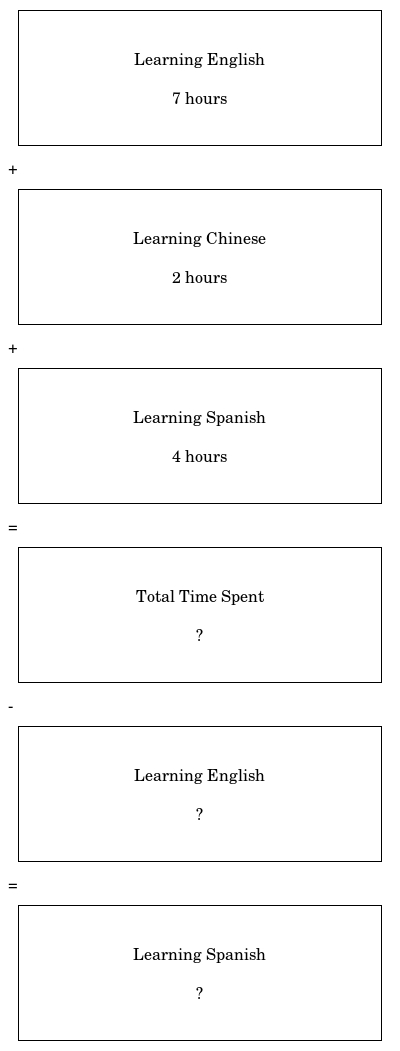 Learning English
7 hours
+
Learning Chinese
2 hours
+
Learning Spanish
4 hours
=
Total Time Spent
?
-
Learning English
?
=
Learning Spanish
?